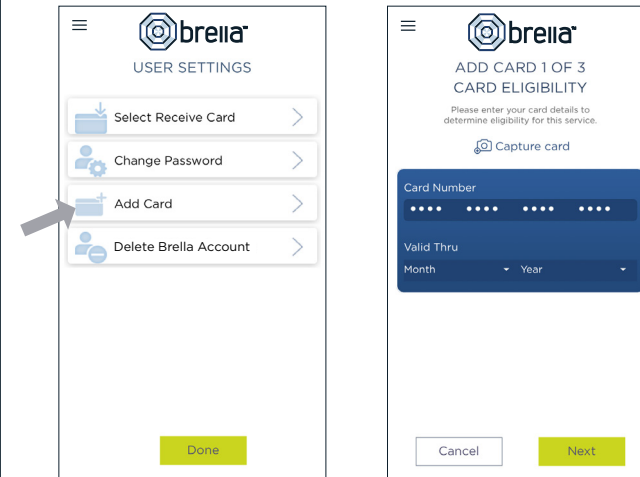 brella
USER SETTINGS
Select Receive Card
Change Password
Add Card
Delete Brella Account
Done
brella
ADD CARD 1 OF 3
CARD ELIGIBILITY
Please enter your card details to
determine eligibility for this service.
Capture card
Card Number
•••• •••• •••• ••••
Valid Thru
Month Year
Cancel Next